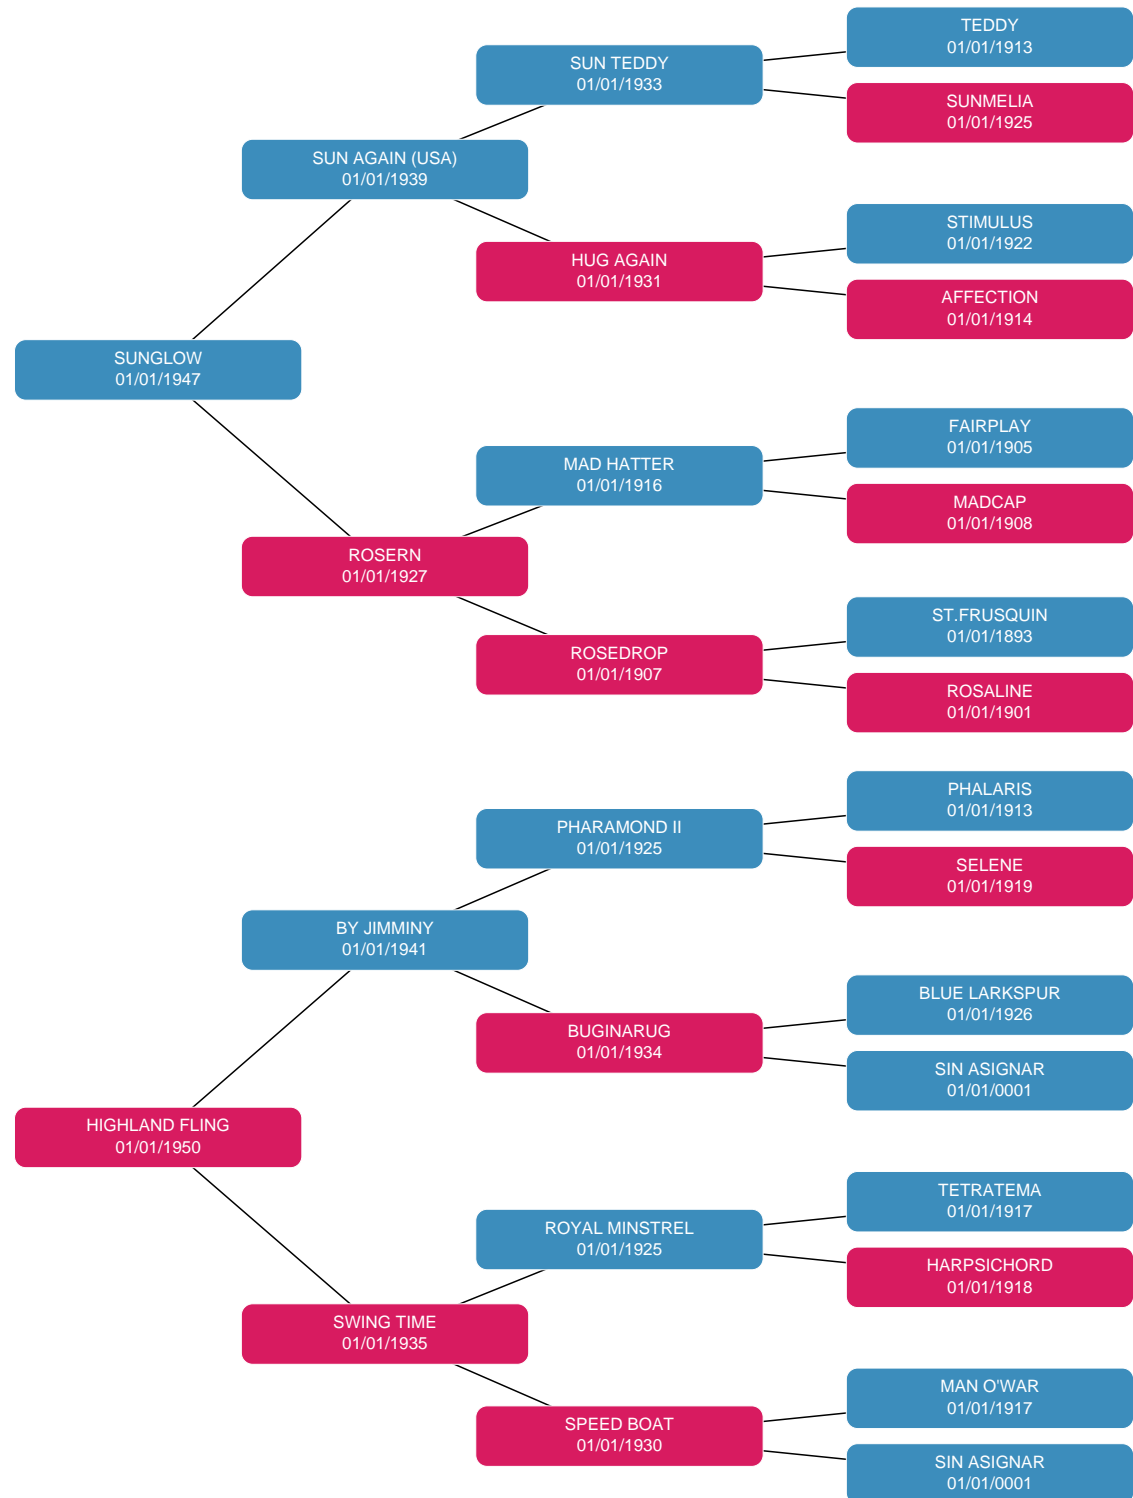 TEDDY
01/01/1913
SUN TEDDY
01/01/1933
SUNMELIA
01/01/1925
SUN AGAIN (USA)
01/01/1939
STIMULUS
01/01/1922
HUG AGAIN
01/01/1931
AFFECTION
01/01/1914
SUNGLOW
01/01/1947
FAIRPLAY
01/01/1905
MAD HATTER
01/01/1916
MADCAP
01/01/1908
ROSERN
01/01/1927
ST.FRUSQUIN
01/01/1893
ROSEDROP
01/01/1907
ROSALINE
01/01/1901
PHALARIS
01/01/1913
PHARAMOND II
01/01/1925
SELENE
01/01/1919
BY JIMMINY
01/01/1941
BLUE LARKSPUR
01/01/1926
BUGINARUG
01/01/1934
SIN ASIGNAR
01/01/0001
HIGHLAND FLING
01/01/1950
TETRATEMA
01/01/1917
ROYAL MINSTREL
01/01/1925
HARPSICHORD
01/01/1918
SWING TIME
01/01/1935
MAN O'WAR
01/01/1917
SPEED BOAT
01/01/1930
SIN ASIGNAR
01/01/0001